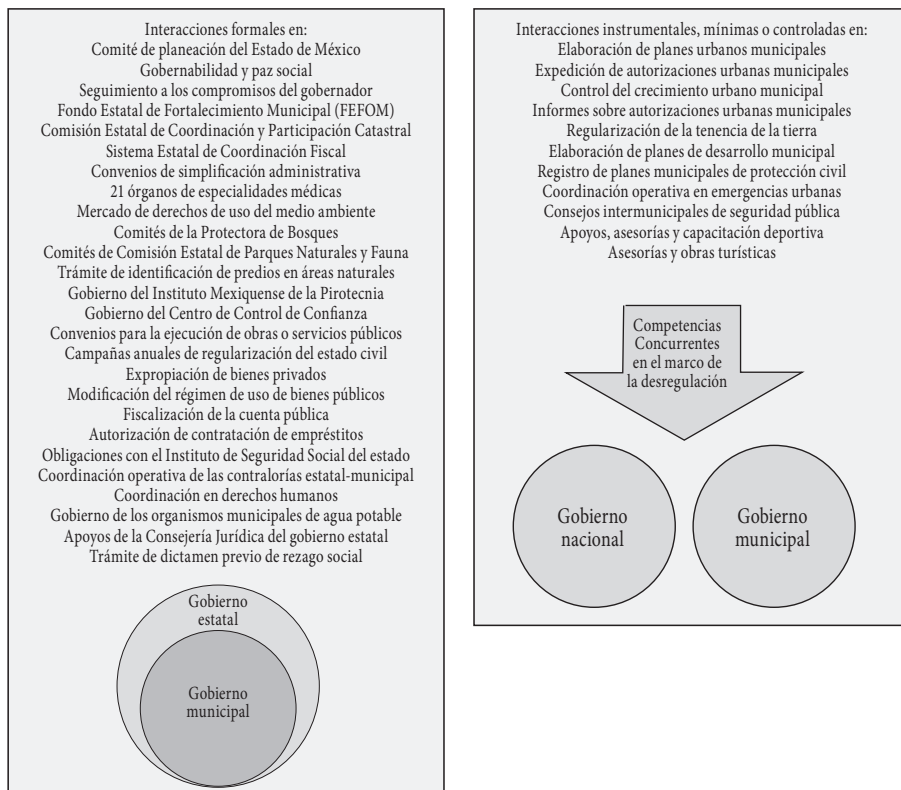 Interacciones formales en:
Comité de planeación del Estado de México
Gobernabilidad y paz social
Seguimiento a los compromisos del gobernador
Fondo Estatal de Fortalecimiento Municipal (FEFOM)
Comisión Estatal de Coordinación y Participación Catastral
Sistema Estatal de Coordinación Fiscal
Convenios de simplificación administrativa
21 órganos de especialidades médicas
Mercado de derechos de uso del medio ambiente
Comités de la Protectora de Bosques
Comités de Comisión Estatal de Parques Naturales y Fauna
Trámite de identificación de predios en áreas naturales
Gobierno del Instituto Mexiquense de la Pirotecnia
Gobierno del Centro de Control de Confianza
Convenios para la ejecución de obras o servicios públicos
Campañas anuales de regularización del estado civil
Expropiación de bienes privados
Modificación del régimen de uso de bienes públicos
Fiscalización de la cuenta pública
Autorización de contratación de empréstitos
Obligaciones con el Instituto de Seguridad Social del estado
Coordinación operativa de las contralorías estatal-municipal
Coordinación en derechos humanos
Gobierno de los organismos municipales de agua potable
Apoyos de la Consejería Jurídica del gobierno estatal
Trámite de dictamen previo de rezago social
Gobierno
estatal
Gobierno
municipal
Interacciones instrumentales, mínimas o controladas en:
Elaboración de planes urbanos municipales
Expedición de autorizaciones urbanas municipales
Control del crecimiento urbano municipal
Informes sobre autorizaciones urbanas municipales
Regularización de la tenencia de la tierra
Elaboración de planes de desarrollo municipal
Registro de planes municipales de protección civil
Coordinación operativa en emergencias urbanas
Consejos intermunicipales de seguridad pública
Apoyos, asesorías y capacitación deportiva
Asesorías y obras turísticas
Competencias
Concurrentes
en el marco de
la desregulación
Gobierno
nacional
Gobierno
municipal